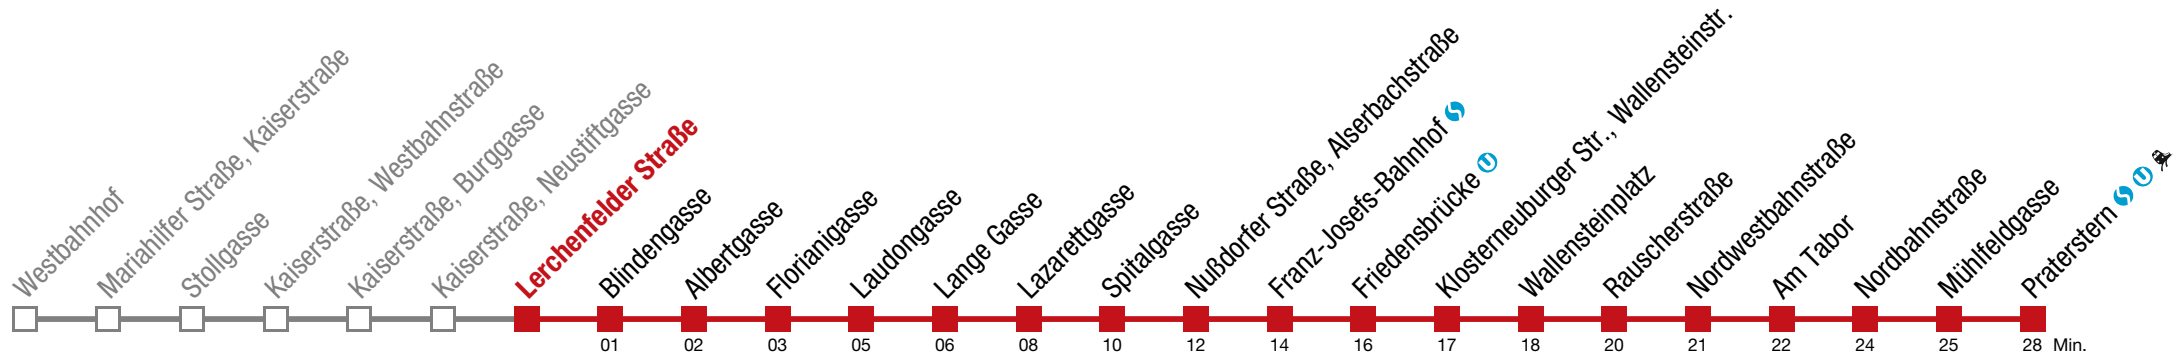 Westbahnhof
Mariahilfer Straße, Kaiserstraße
Stollgasse
Kaiserstraße, Westbahnstraße
Kaiserstraße, Burggasse
Kaiserstraße, Neustiftgasse
Lerchenfelder Straße
Blindengasse
Albertgasse
Florianigasse
Laudongasse
Lange Gasse
Lazarettgasse
Spitalgasse
Nußdorfer Straße, Alserbachstraße
Franz-Josefs-Bahnhof S
Friedensbrücke U
Klosterneuburger Str., Wallensteinstr.
Wallensteinplatz
Rauscherstraße
Nordwestbahnstraße
Am Tabor
Nordbahnstraße
Mühlfeldgasse
Praterstern S U
01 02 03 05 06 08 10 12 14 16 17 18 20 21 22 24 25 28 Min.